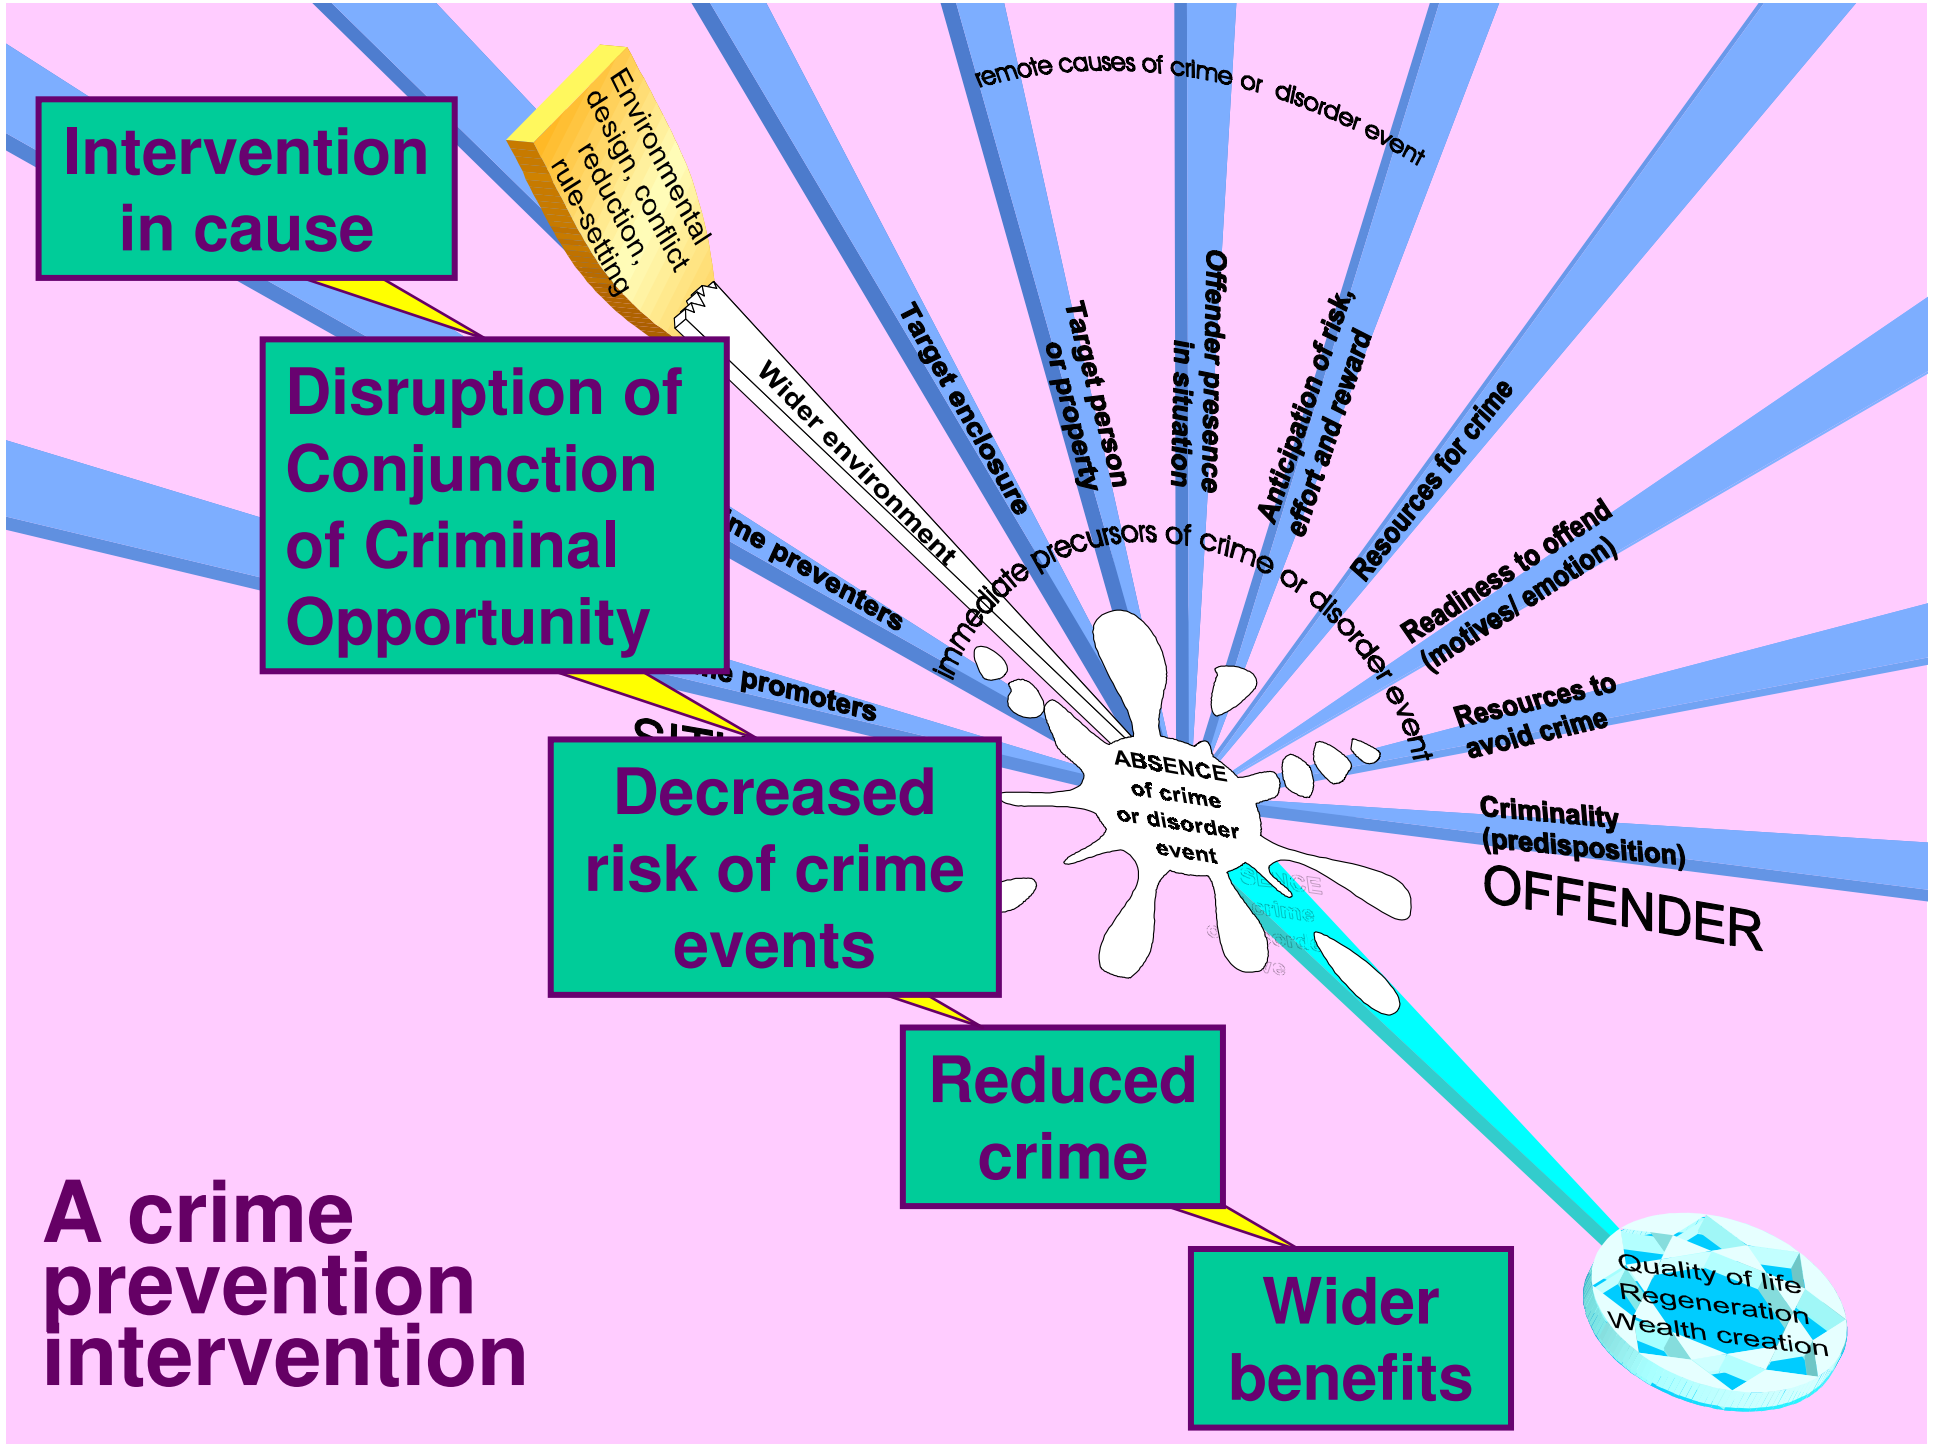 remote causes of crime or disorder event
Environmental
design, conflict
reduction,
rule-setting
Intervention
in cause
Disruption of
Conjunction
of Criminal
Opportunity
Wider environment
Target enclosure
Target person
or property
Offender presence
in situation
Anticipation of risk,
effort and reward
Resources for crime
Readiness to offend
(motives/ emotion)
Resources to
avoid crime
Criminality
(predisposition)
OFFENDER
immediate precursors of crime or disorder event
preventers
promoters
ABSENCE
of crime
or disorder
event
Decreased
risk of crime
events
Reduced
crime
Wider
benefits
Quality of life
Regeneration
Wealth creation
A crime
prevention
intervention